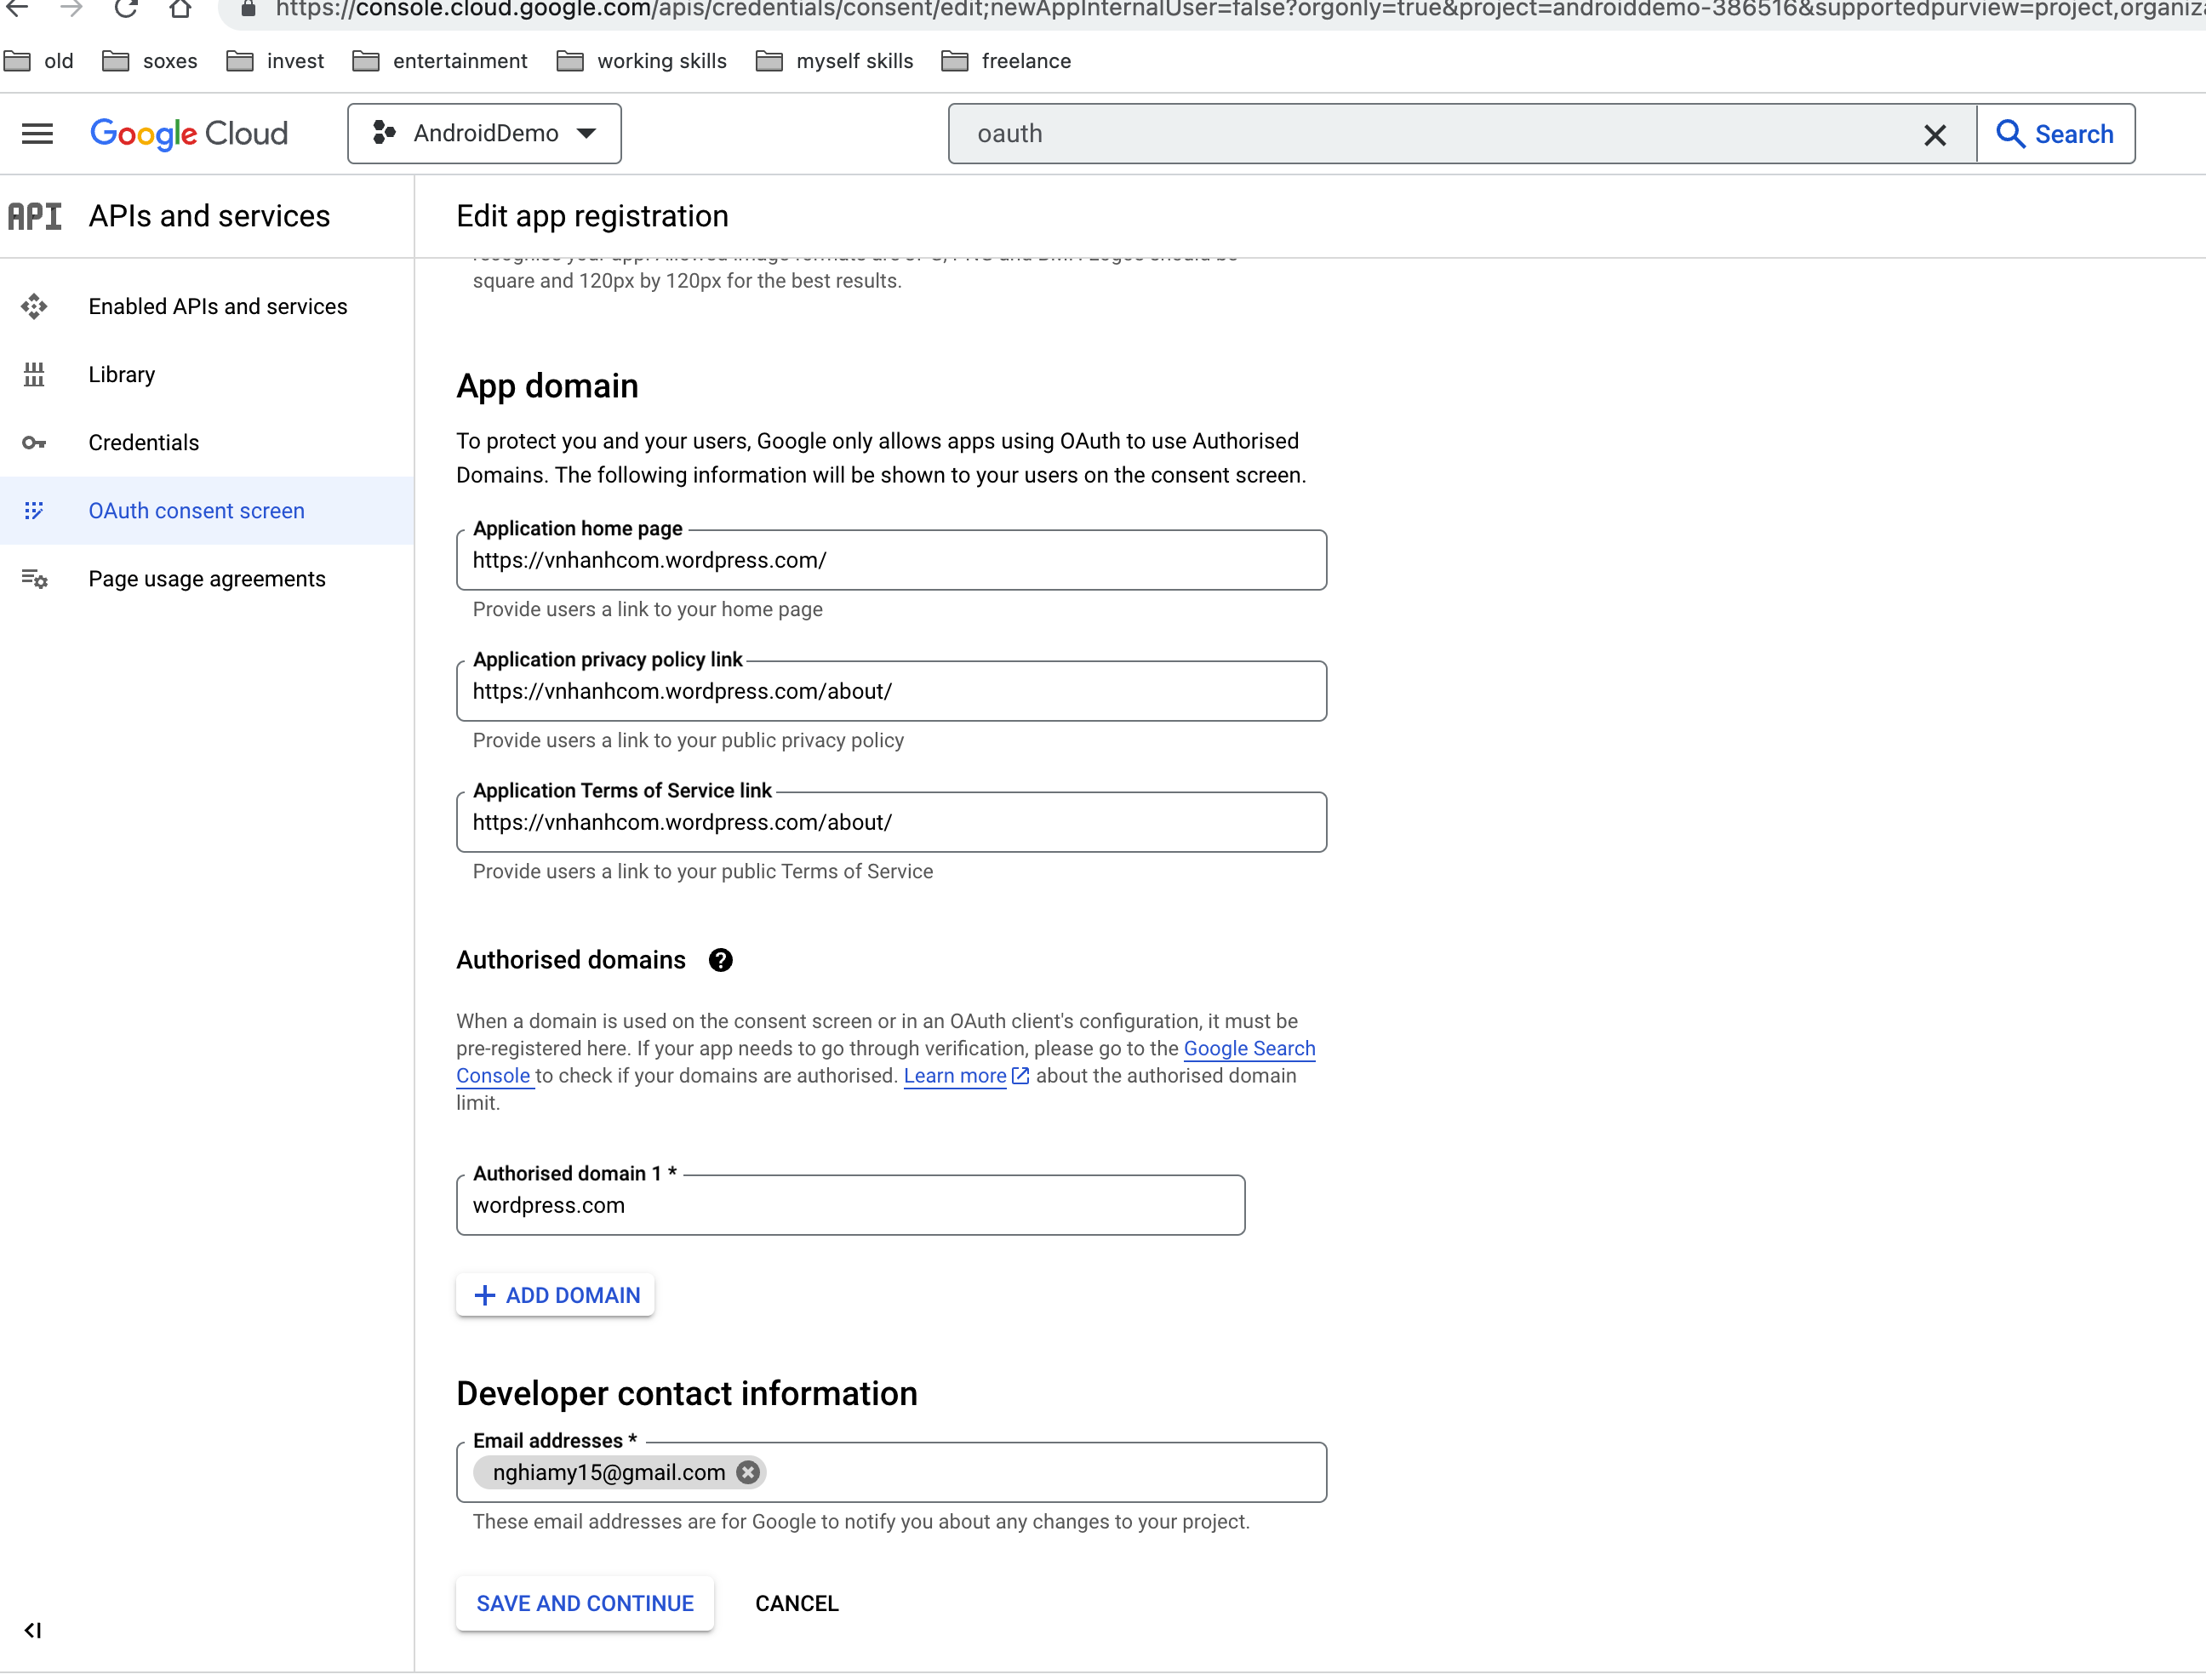 https://console.cloud.google.com/apis/credentials/consent/edit;newAppInternalUser=false?orgonly=true&project=androiddemo-386516&supportedpurview=project,organiz
old soxes invest entertainment working skills myself skills freelance
Google Cloud AndroidDemo oauth Search
API APIs and services
Edit app registration
Enabled APIs and services
Library
Credentials
OAuth consent screen
Page usage agreements
square and 120px by 120px for the best results.
App domain
To protect you and your users, Google only allows apps using OAuth to use Authorised
Domains. The following information will be shown to your users on the consent screen.
Application home page
https://vnhanhcom.wordpress.com/
Provide users a link to your home page
Application privacy policy link
https://vnhanhcom.wordpress.com/about/
Provide users a link to your public privacy policy
Application Terms of Service link
https://vnhanhcom.wordpress.com/about/
Provide users a link to your public Terms of Service
Authorised domains
When a domain is used on the consent screen or in an OAuth client's configuration, it must be
pre-registered here. If your app needs to go through verification, please go to the Google Search
Console to check if your domains are authorised. Learn more about the authorised domain
limit.
Authorised domain 1 *
wordpress.com
+ ADD DOMAIN
Developer contact information
Email addresses *
nghiamy15@gmail.com
These email addresses are for Google to notify you about any changes to your project.
SAVE AND CONTINUE CANCEL